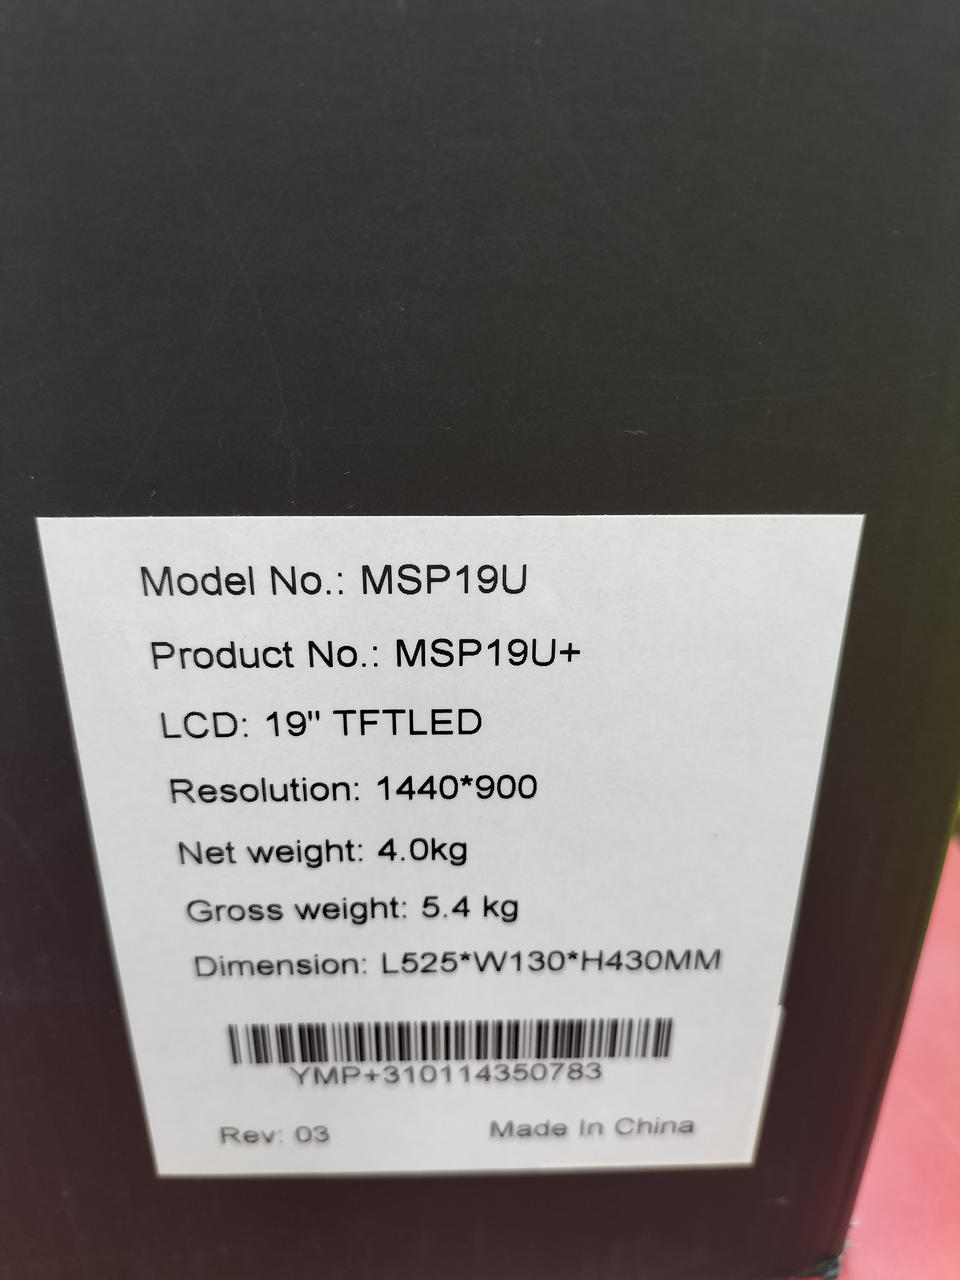 Model No.: MSP19U
Product No.: MSP19U+
LCD: 19" TFTLED
Resolution: 1440*900
Net weight: 4.0kg
Gross weight: 5.4 kg
Dimension: L525*W130*H430MM
YMP+310114350783
Rev: 03 Made In China